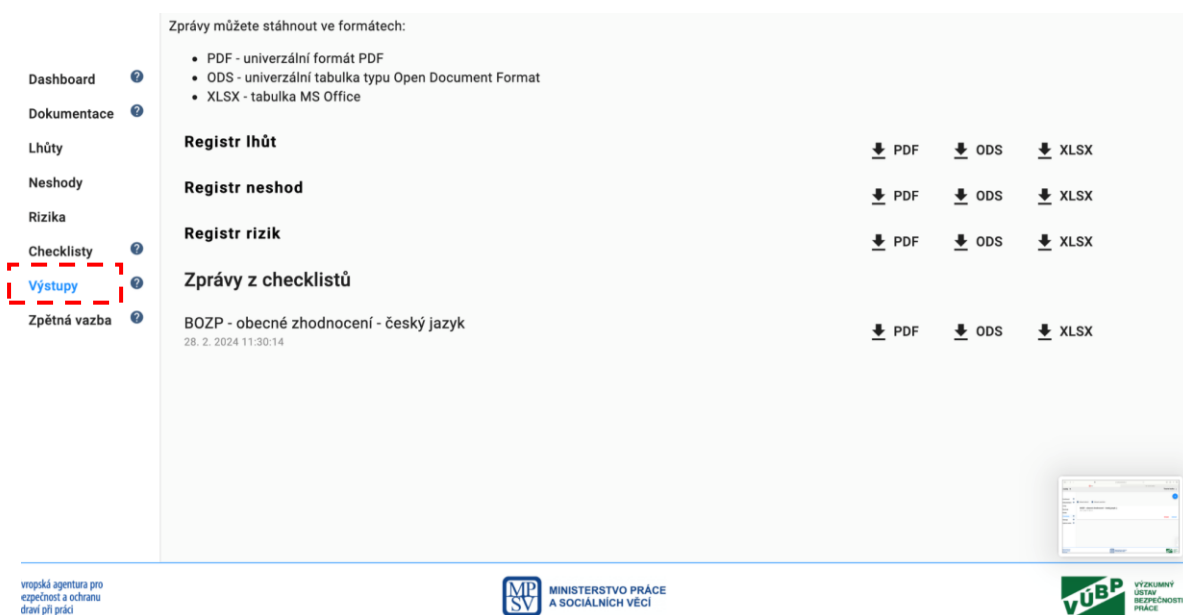 Zprávy můžete stáhnout ve formátech:
• PDF - univerzální formát PDF
• ODS - univerzální tabulka typu Open Document Format
• XLSX - tabulka MS Office
Dashboard ?
Dokumentace ?
Lhůty
Neshody
Rizika
Checklisty ?
Výstupy ?
Zpětná vazba ?
Registr lhůt PDF ODS XLSX
Registr neshod PDF ODS XLSX
Registr rizik PDF ODS XLSX
Zprávy z checklistů
BOZP - obecné zhodnocení - český jazyk PDF ODS XLSX
28. 2. 2024 11:30:14
vropská agentura pro
ezpečnost a ochranu
draví při práci
MP
SV
MINISTERSTVO PRÁCE
A SOCIÁLNÍCH VĚCÍ
VÚBP
VÝZKUMNÝ
ÚSTAV
BEZPEČNOSTI
PRÁCE